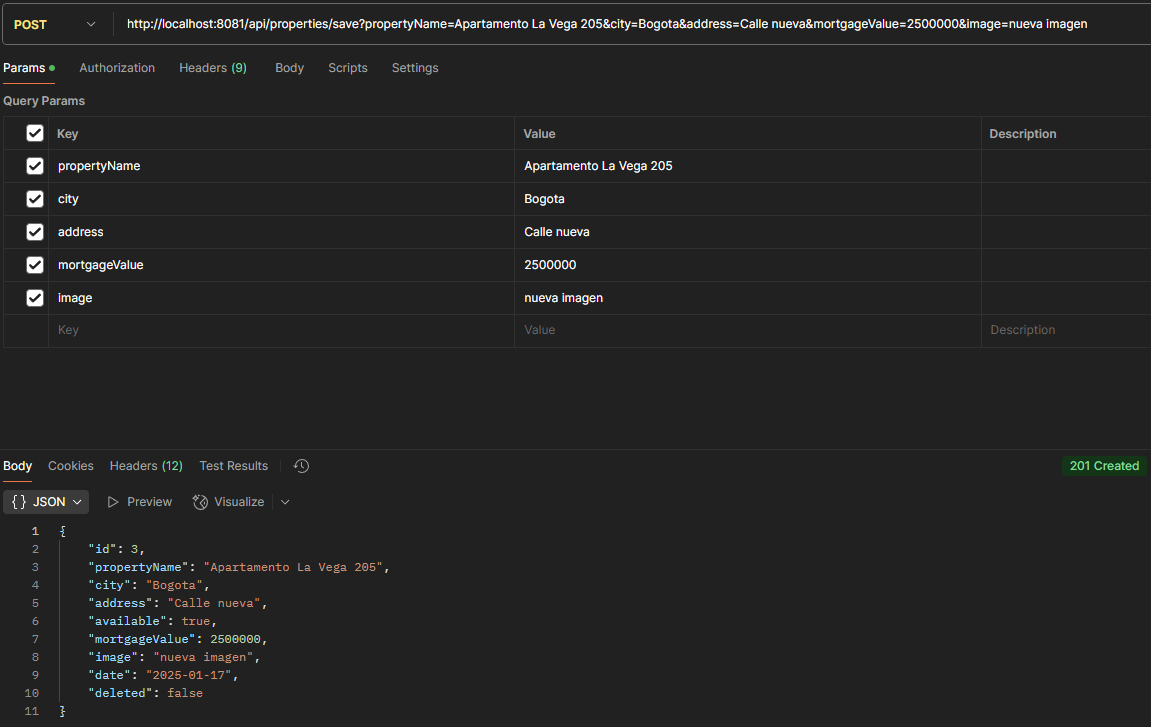 POST http://localhost:8081/api/properties/save?propertyName=Apartamento La Vega 205&city=Bogota&address=Calle nueva&mortgageValue=2500000&image=nueva imagen
Params Authorization Headers (9) Body Scripts Settings
Query Params
Key Value Description
propertyName Apartamento La Vega 205
city Bogota
address Calle nueva
mortgageValue 2500000
image nueva imagen
Key Value Description
Body Cookies Headers (12) Test Results 201 Created
{} JSON Preview Visualize
1 {
2 "id": 3,
3 "propertyName": "Apartamento La Vega 205",
4 "city": "Bogota",
5 "address": "Calle nueva",
6 "available": true,
7 "mortgageValue": 2500000,
8 "image": "nueva imagen",
9 "date": "2025-01-17",
10 "deleted": false
11 }